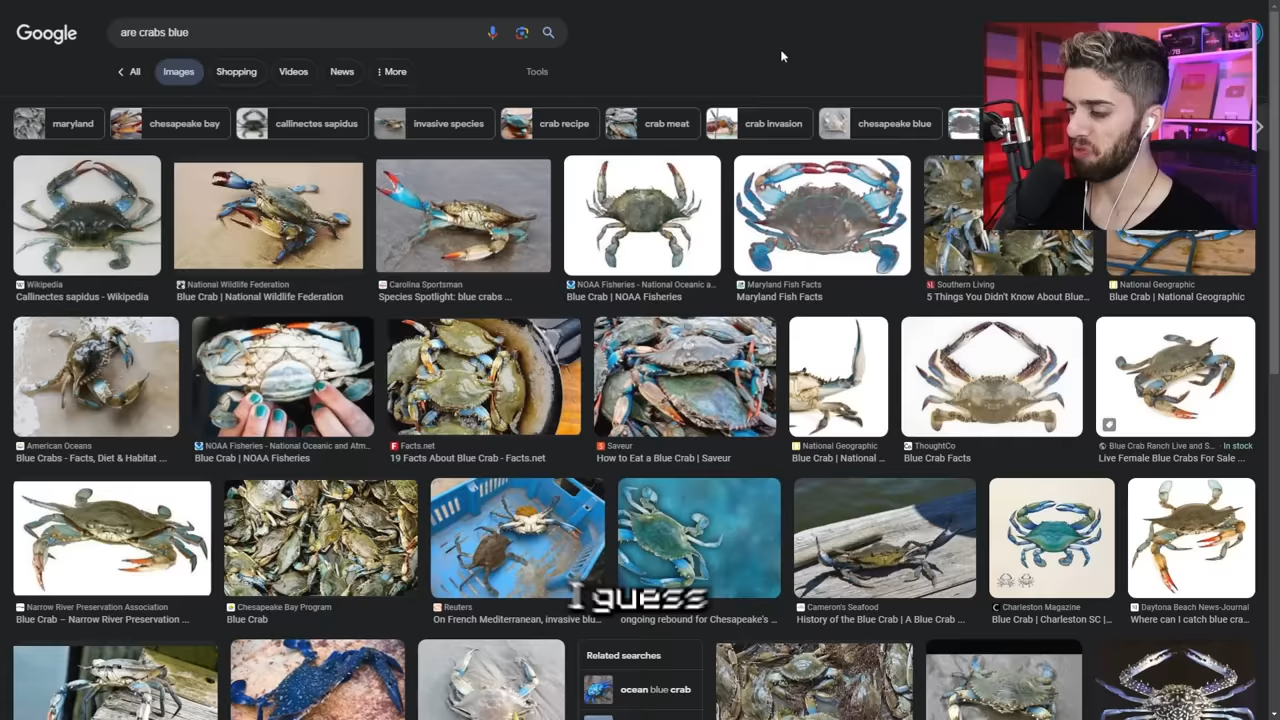 Google
are crabs blue
All
Images
Shopping
Videos
News
More
Tools
maryland
chesapeake bay
callinectes sapidus
invasive species
crab recipe
crab meat
crab invasion
chesapeake blue
Wikipedia
Callinectes sapidus - Wikipedia
National Wildlife Federation
Blue Crab | National Wildlife Federation
Carolina Sportsman
Species Spotlight: blue crabs ...
NOAA Fisheries - National Oceanic a...
Blue Crab | NOAA Fisheries
Maryland Fish Facts
Maryland Fish Facts
Southern Living
5 Things You Didn't Know About Blue...
National Geographic
Blue Crab | National Geographic
American Oceans
Blue Crabs - Facts, Diet & Habitat ...
NOAA Fisheries - National Oceanic and Atm...
Blue Crab | NOAA Fisheries
Facts.net
19 Facts About Blue Crab - Facts.net
Saveur
How to Eat a Blue Crab | Saveur
National Geographic
Blue Crab | National ...
ThoughtCo
Blue Crab Facts
Blue Crab Ranch Live and S... · In stock
Live Female Blue Crabs For Sale ...
Narrow River Preservation Association
Blue Crab – Narrow River Preservation ...
Chesapeake Bay Program
Blue Crab
Reuters
On French Mediterranean, invasive blu...
ongoing rebound for Chesapeake's ...
Cameron's Seafood
History of the Blue Crab | A Blue Crab ...
Charleston Magazine
Blue Crab | Charleston SC |...
Daytona Beach News-Journal
Where can I catch blue cra...
I guess
Related searches
ocean blue crab